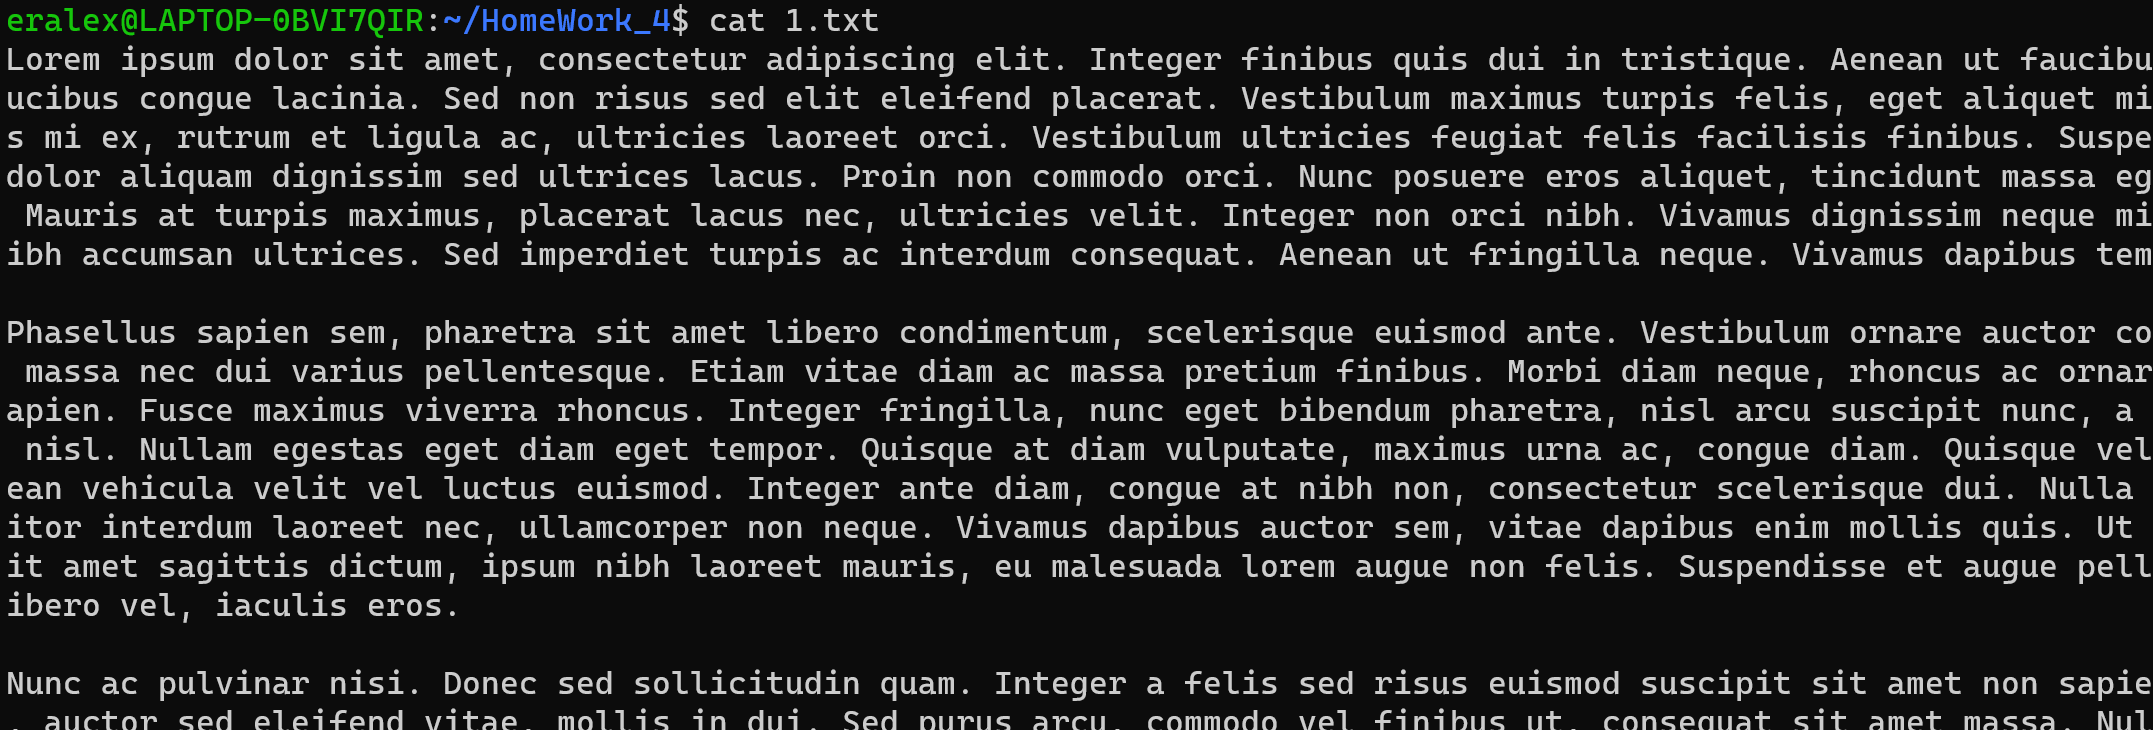 eralex@LAPTOP-0BVI7QIR:~/HomeWork_4$ cat 1.txt
Lorem ipsum dolor sit amet, consectetur adipiscing elit. Integer finibus quis dui in tristique. Aenean ut faucibu
ucibus congue lacinia. Sed non risus sed elit eleifend placerat. Vestibulum maximus turpis felis, eget aliquet mi
s mi ex, rutrum et ligula ac, ultricies laoreet orci. Vestibulum ultricies feugiat felis facilisis finibus. Suspe
dolor aliquam dignissim sed ultrices lacus. Proin non commodo orci. Nunc posuere eros aliquet, tincidunt massa eg
 Mauris at turpis maximus, placerat lacus nec, ultricies velit. Integer non orci nibh. Vivamus dignissim neque mi
ibh accumsan ultrices. Sed imperdiet turpis ac interdum consequat. Aenean ut fringilla neque. Vivamus dapibus tem

Phasellus sapien sem, pharetra sit amet libero condimentum, scelerisque euismod ante. Vestibulum ornare auctor co
 massa nec dui varius pellentesque. Etiam vitae diam ac massa pretium finibus. Morbi diam neque, rhoncus ac ornar
apien. Fusce maximus viverra rhoncus. Integer fringilla, nunc eget bibendum pharetra, nisl arcu suscipit nunc, a
 nisl. Nullam egestas eget diam eget tempor. Quisque at diam vulputate, maximus urna ac, congue diam. Quisque vel
ean vehicula velit vel luctus euismod. Integer ante diam, congue at nibh non, consectetur scelerisque dui. Nulla
itor interdum laoreet nec, ullamcorper non neque. Vivamus dapibus auctor sem, vitae dapibus enim mollis quis. Ut
it amet sagittis dictum, ipsum nibh laoreet mauris, eu malesuada lorem augue non felis. Suspendisse et augue pell
ibero vel, iaculis eros.

Nunc ac pulvinar nisi. Donec sed sollicitudin quam. Integer a felis sed risus euismod suscipit sit amet non sapie
, auctor sed eleifend vitae, mollis in dui. Sed purus arcu, commodo vel finibus ut, consequat sit amet massa. Nul